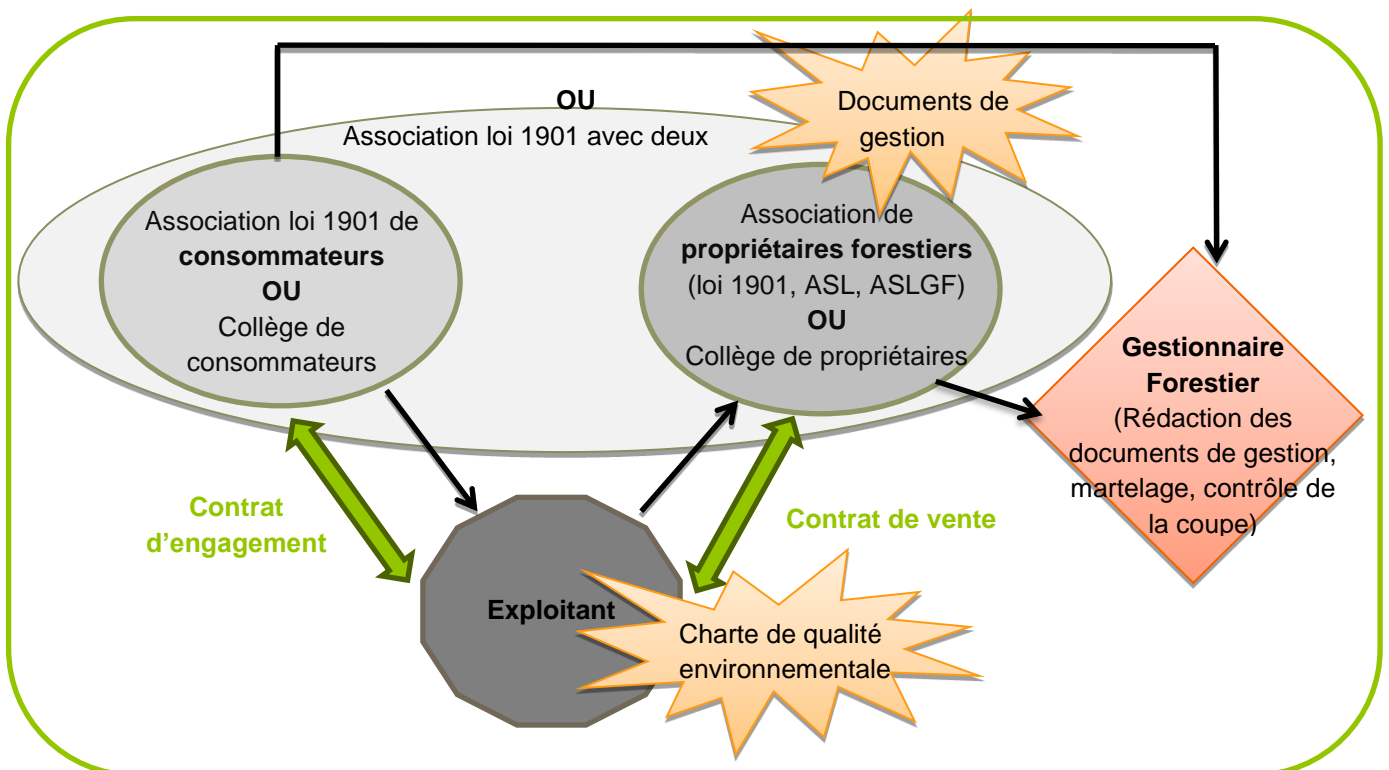 OU
Association loi 1901 avec deux
Documents de
gestion
Association loi 1901 de
consommateurs
OU
Collège de
consommateurs
Association de
propriétaires forestiers
(loi 1901, ASL, ASLGF)
OU
Collège de propriétaires
Gestionnaire
Forestier
(Rédaction des
documents de gestion,
martelage, contrôle de
la coupe)
Contrat
d’engagement
Contrat de vente
Exploitant
Charte de qualité
environnementale